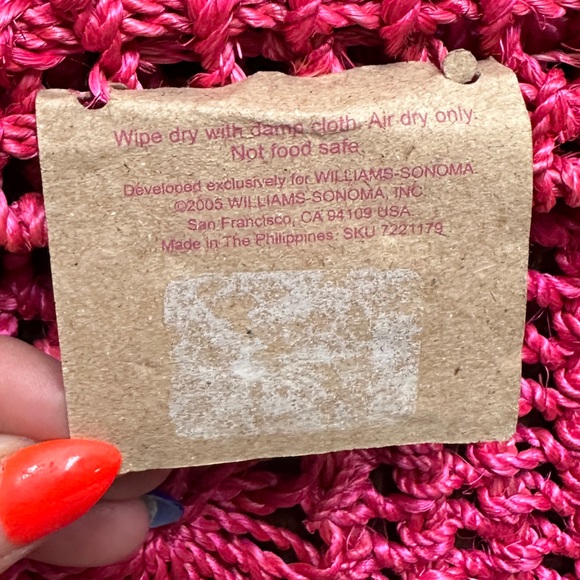 Wipe dry with damp cloth. Air dry only.
Not food safe.
Developed exclusively for WILLIAMS-SONOMA
©2005 WILLIAMS-SONOMA, INC.
San Francisco, CA 94109 USA
Made in The Philippines. SKU 7221179